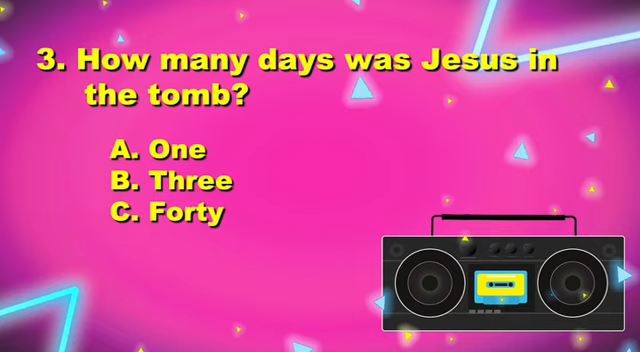 3. How many days was Jesus in
the tomb?
A. One
B. Three
C. Forty